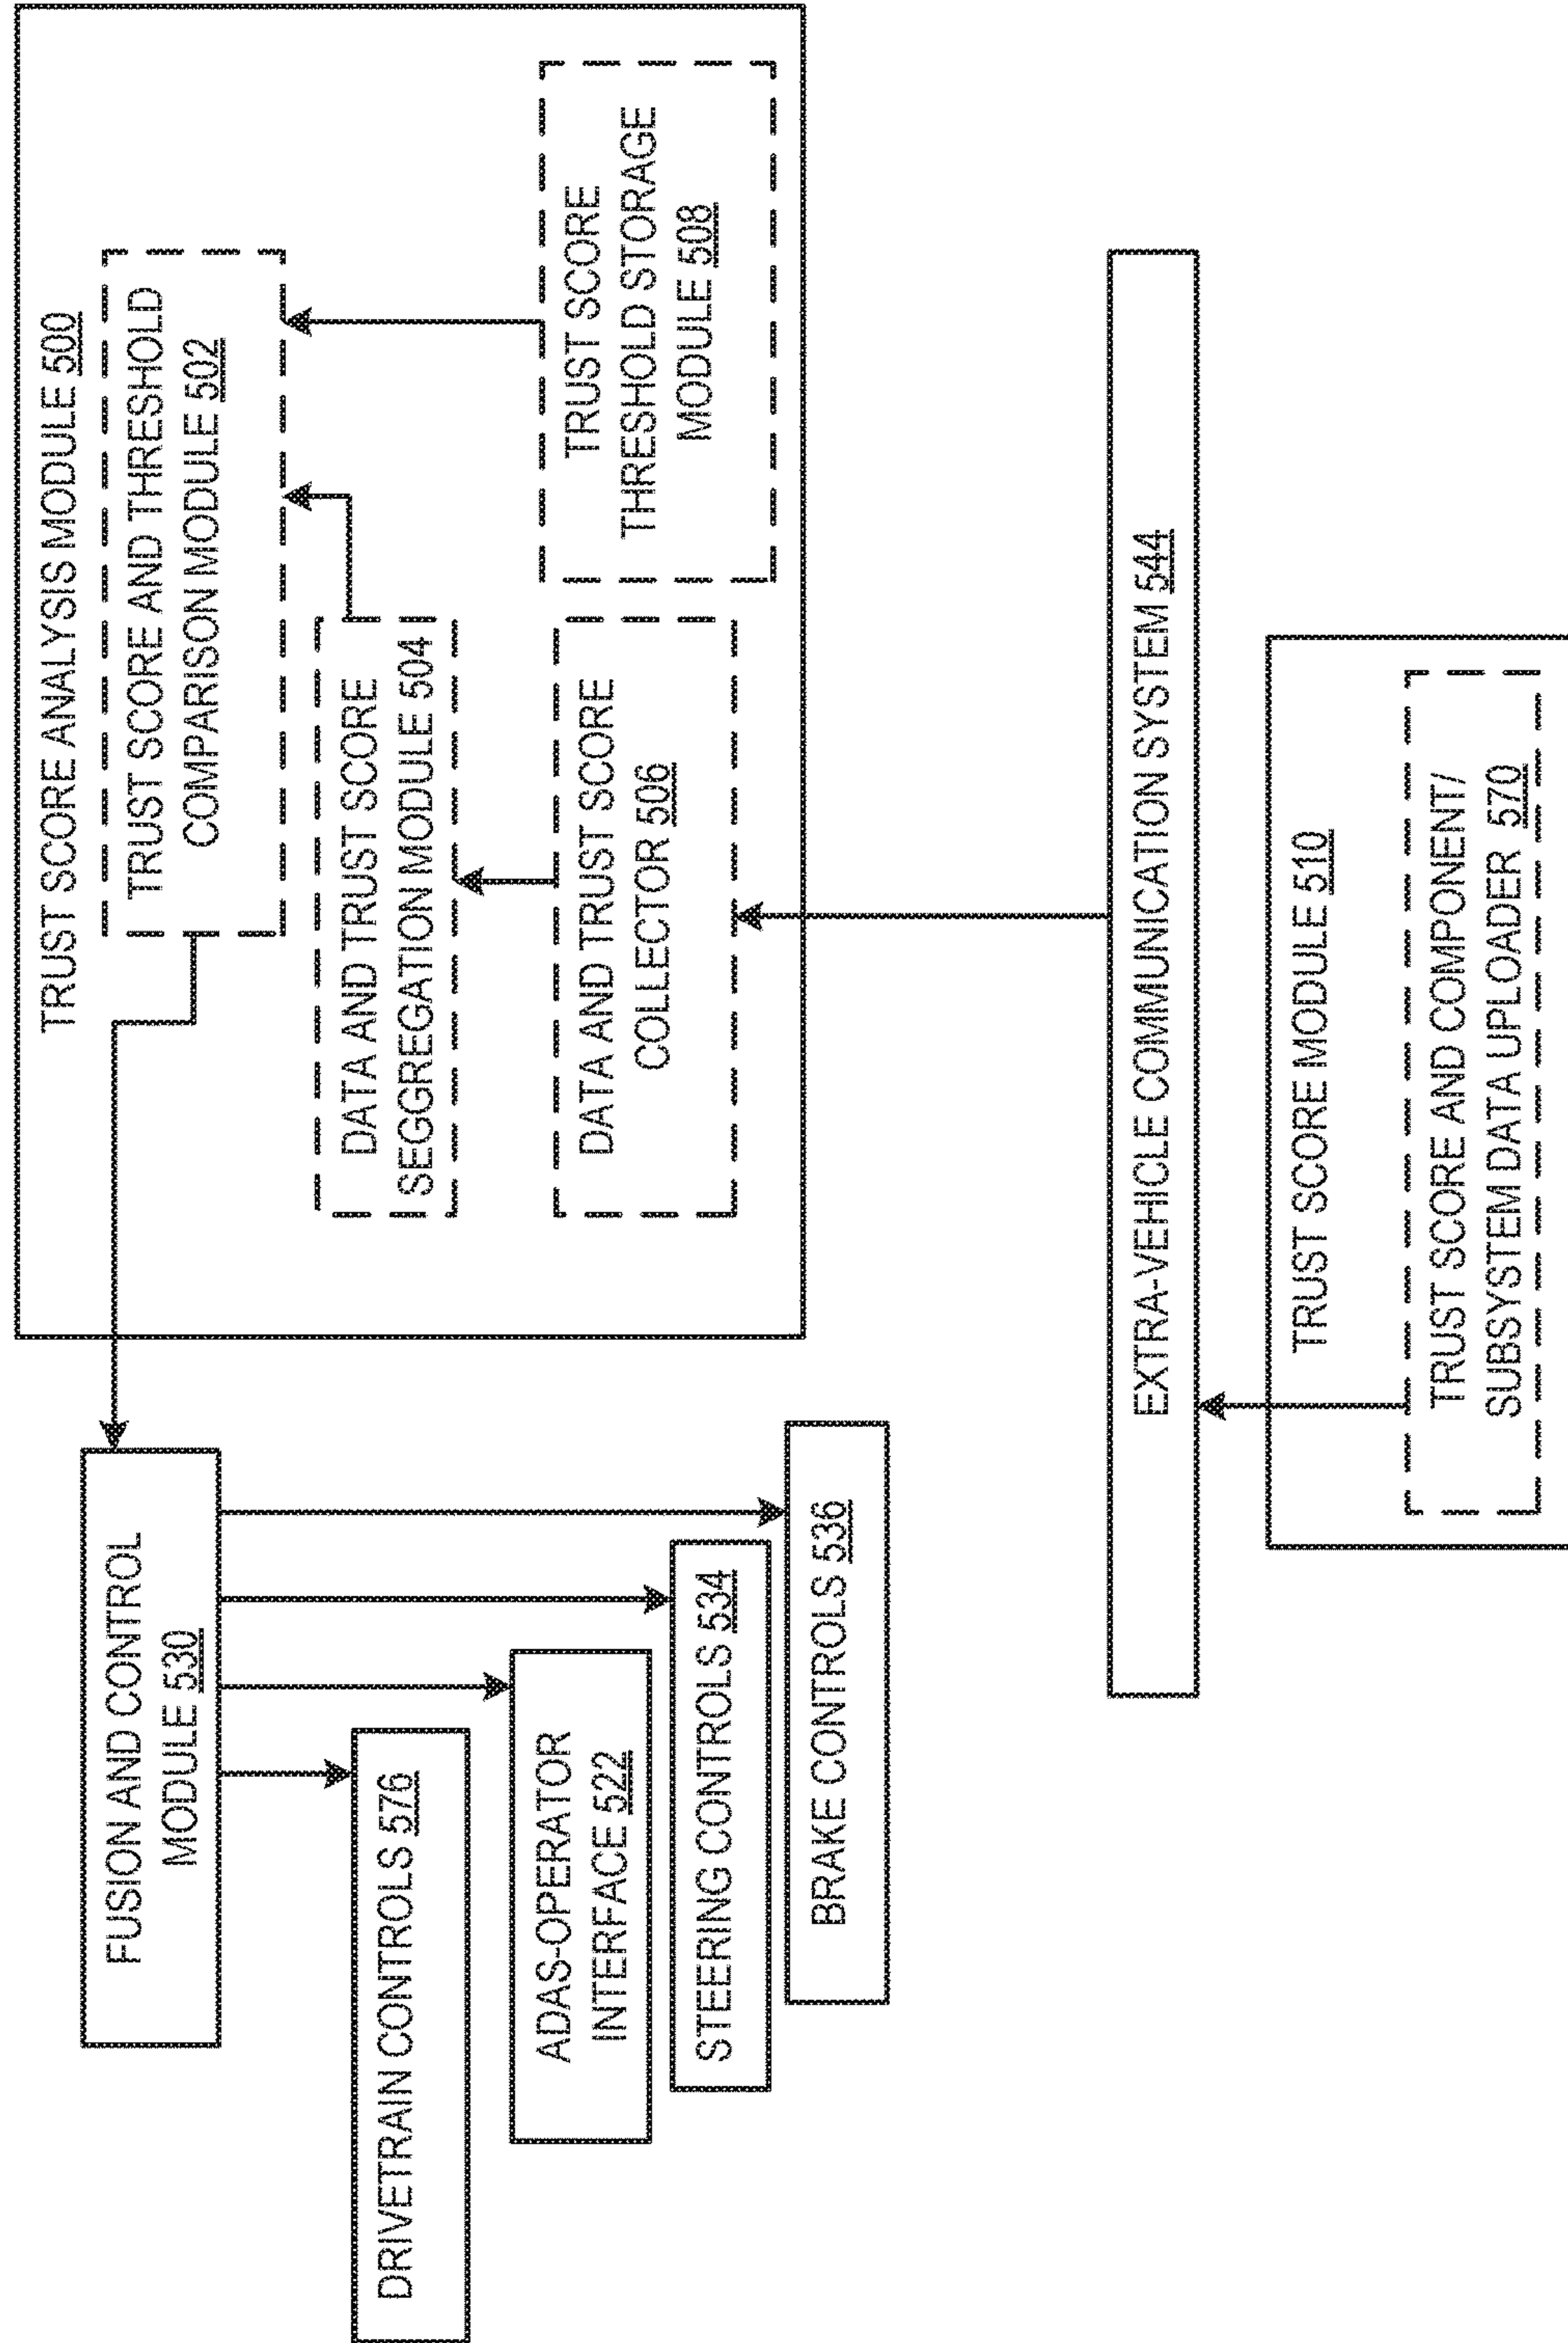 FUSION AND CONTROL
MODULE 530
DRIVETRAIN CONTROLS 576
ADAS-OPERATOR
INTERFACE 522
STEERING CONTROLS 534
BRAKE CONTROLS 536
TRUST SCORE ANALYSIS MODULE 500
TRUST SCORE AND THRESHOLD
COMPARISON MODULE 502
DATA AND TRUST SCORE
SEGGREGATION MODULE 504
DATA AND TRUST SCORE
COLLECTOR 506
TRUST SCORE
THRESHOLD STORAGE
MODULE 508
EXTRA-VEHICLE COMMUNICATION SYSTEM 544
TRUST SCORE MODULE 510
TRUST SCORE AND COMPONENT/
SUBSYSTEM DATA UPLOADER 570